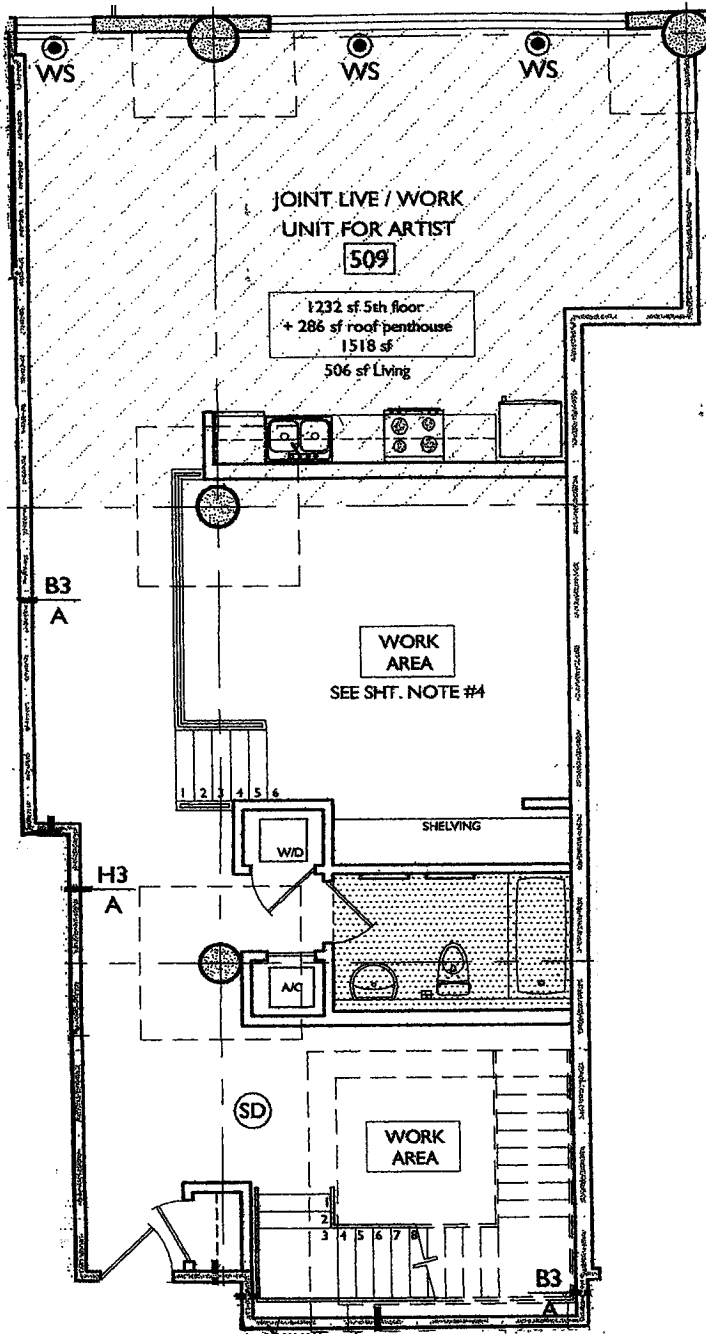 WS WS WS
JOINT LIVE / WORK
UNIT FOR ARTIST
509
1232 sf 5th floor
+ 286 sf roof penthouse
1518 sf
506 sf Living
B3
A
WORK
AREA
SEE SHT. NOTE #4
1 2 3 4 5 6
SHELVING
W/D
H3
A
A/C
SD
WORK
AREA
1
2
3 4 5 6 7 8
B3
A